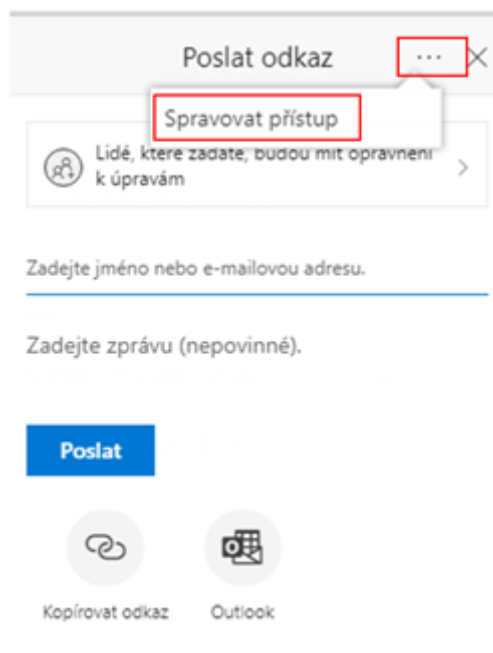 Poslat odkaz ...
Spravovat přístup
Lidé, které zadáte, budou mít oprávnění
k úpravám
Zadejte jméno nebo e-mailovou adresu.
Zadejte zprávu (nepovinné).
Poslat
Kopírovat odkaz Outlook